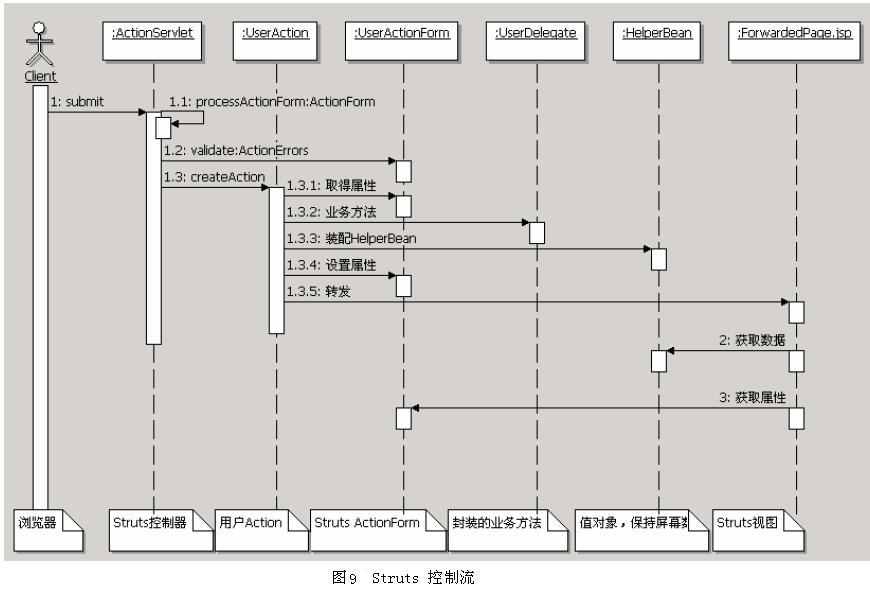 :ActionServlet
:UserAction
:UserActionForm
:UserDelegate
:HelperBean
:ForwardedPage.jsp
Client
1: submit
1.1: processActionForm:ActionForm
1.2: validate:ActionErrors
1.3: createAction
1.3.1: 取得属性
1.3.2: 业务方法
1.3.3: 装配HelperBean
1.3.4: 设置属性
1.3.5: 转发
2: 获取数据
3: 获取属性
浏览器
Struts控制器
用户Action
Struts ActionForm
封装的业务方法
值对象，保持屏幕
Struts视图
图9 Struts 控制流